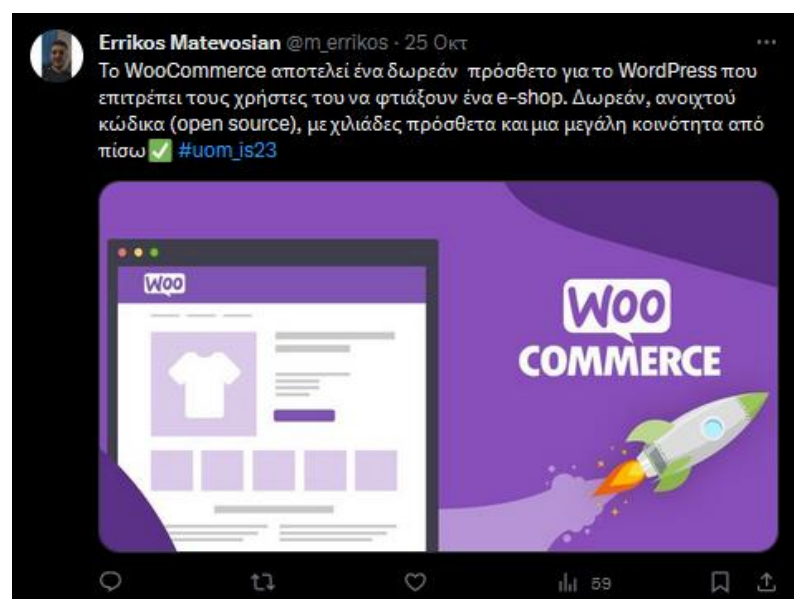 Errikos Matevosian @m_errikos · 25 Οκτ
Το WooCommerce αποτελεί ένα δωρεάν πρόσθετο για το WordPress που
επιτρέπει τους χρήστες του να φτιάξουν ένα e-shop. Δωρεάν, ανοιχτού
κώδικα (open source), με χιλιάδες πρόσθετα και μια μεγάλη κοινότητα από
πίσω✅ #uom_is23
WOO
WOO
COMMERCE
59